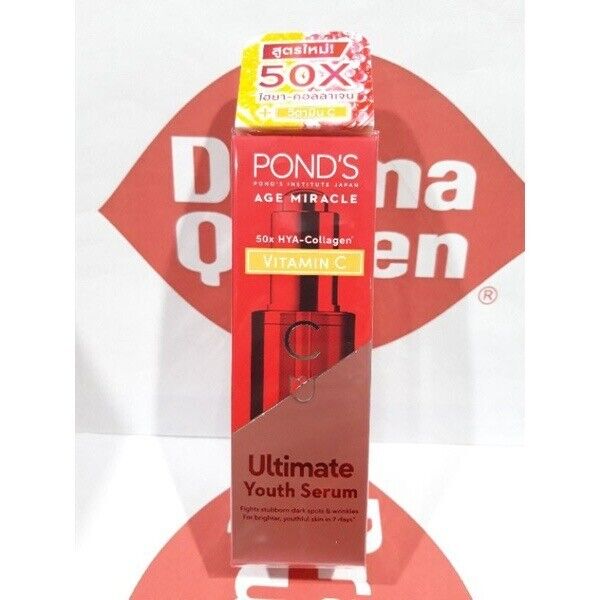 สูตรใหม่!
50X
ไฮยา-คอลลาเจน
+ วิตามิน C
POND'S
POND'S INSTITUTE JAPAN
AGE MIRACLE
50x HYA-Collagen*
VITAMIN C
C
Ultimate
Youth Serum
Fights stubborn dark spots & wrinkles
For brighter, youthful skin in 7 days*
D ma
Q en
®